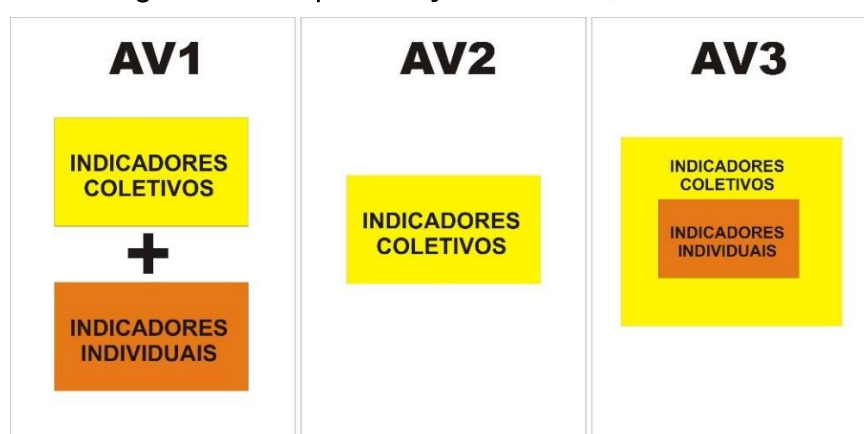 AV1
INDICADORES
COLETIVOS
+
INDICADORES
INDIVIDUAIS
AV2
INDICADORES
COLETIVOS
AV3
INDICADORES
COLETIVOS
INDICADORES
INDIVIDUAIS